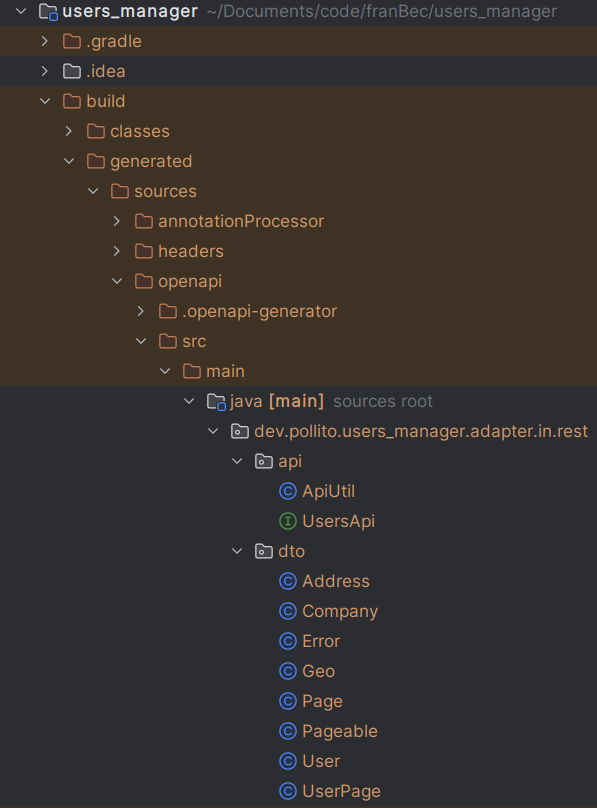 users_manager ~/Documents/code/franBec/users_manager
.gradle
.idea
build
classes
generated
sources
annotationProcessor
headers
openapi
.openapi-generator
src
main
java [main] sources root
dev.pollito.users_manager.adapter.in.rest
api
C ApiUtil
I UsersApi
dto
C Address
C Company
C Error
C Geo
C Page
C Pageable
C User
C UserPage